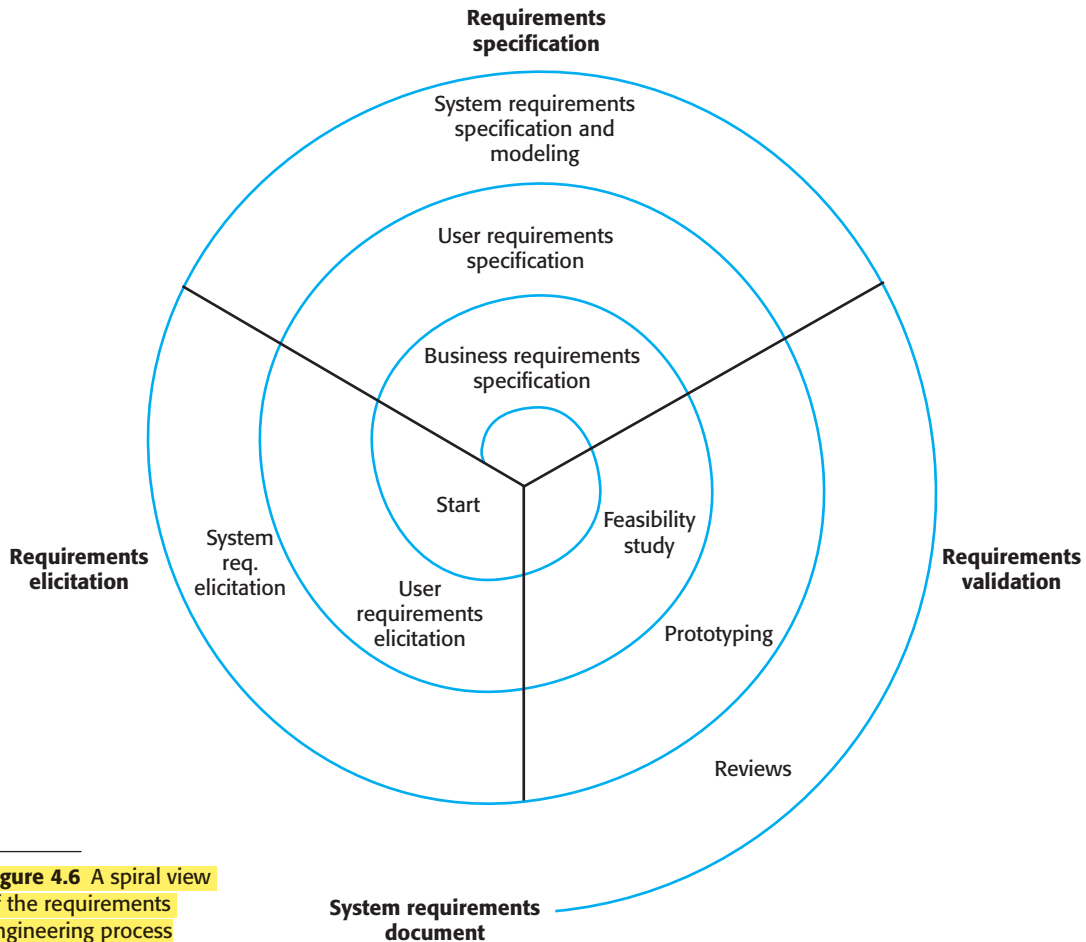 Requirements
specification
System requirements
specification and
modeling
User requirements
specification
Business requirements
specification
Start
Feasibility
study
System
req.
elicitation
User
requirements
elicitation
Requirements
elicitation
Requirements
validation
Prototyping
Reviews
gure 4.6 A spiral view
f the requirements
ngineering process
System requirements
document